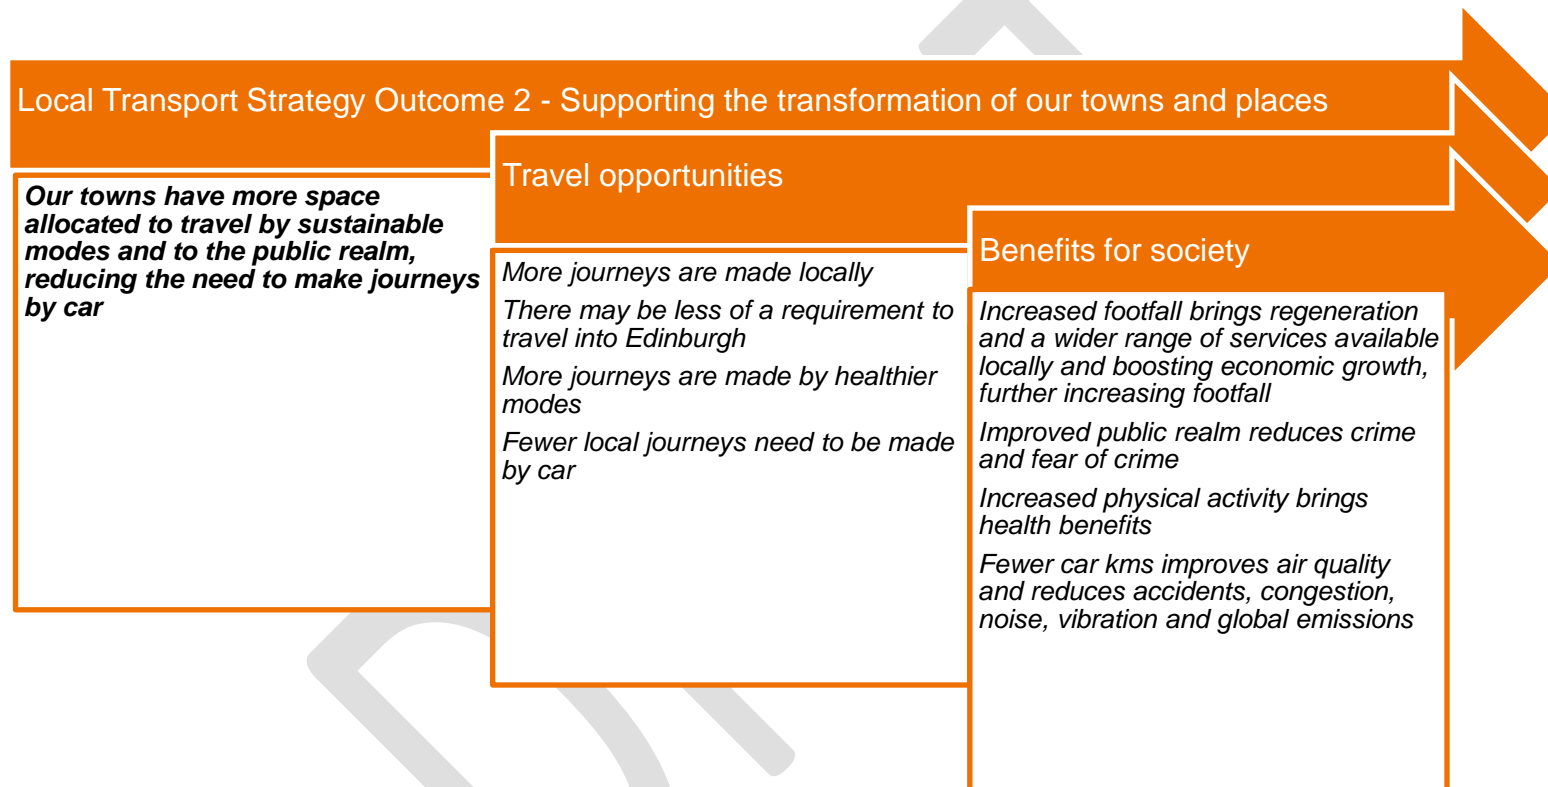 Local Transport Strategy Outcome 2 - Supporting the transformation of our towns and places
Our towns have more space
allocated to travel by sustainable
modes and to the public realm,
reducing the need to make journeys
by car
Travel opportunities
More journeys are made locally
There may be less of a requirement to
travel into Edinburgh
More journeys are made by healthier
modes
Fewer local journeys need to be made
by car
Benefits for society
Increased footfall brings regeneration
and a wider range of services available
locally and boosting economic growth,
further increasing footfall
Improved public realm reduces crime
and fear of crime
Increased physical activity brings
health benefits
Fewer car kms improves air quality
and reduces accidents, congestion,
noise, vibration and global emissions